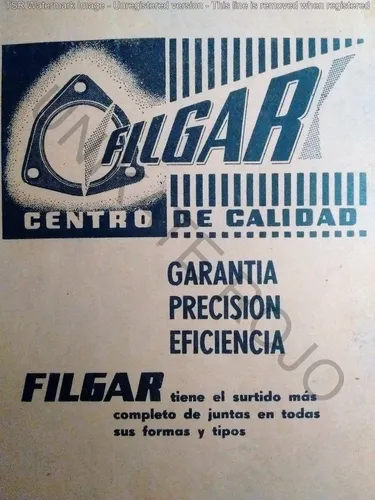 TSR Watermark Image - Unregistered version - This line is removed when registered
FILGAR
CENTRO DE CALIDAD
GARANTIA
PRECISION
EFICIENCIA
FILGAR tiene el surtido más
completo de juntas en todas
sus formas y tipos